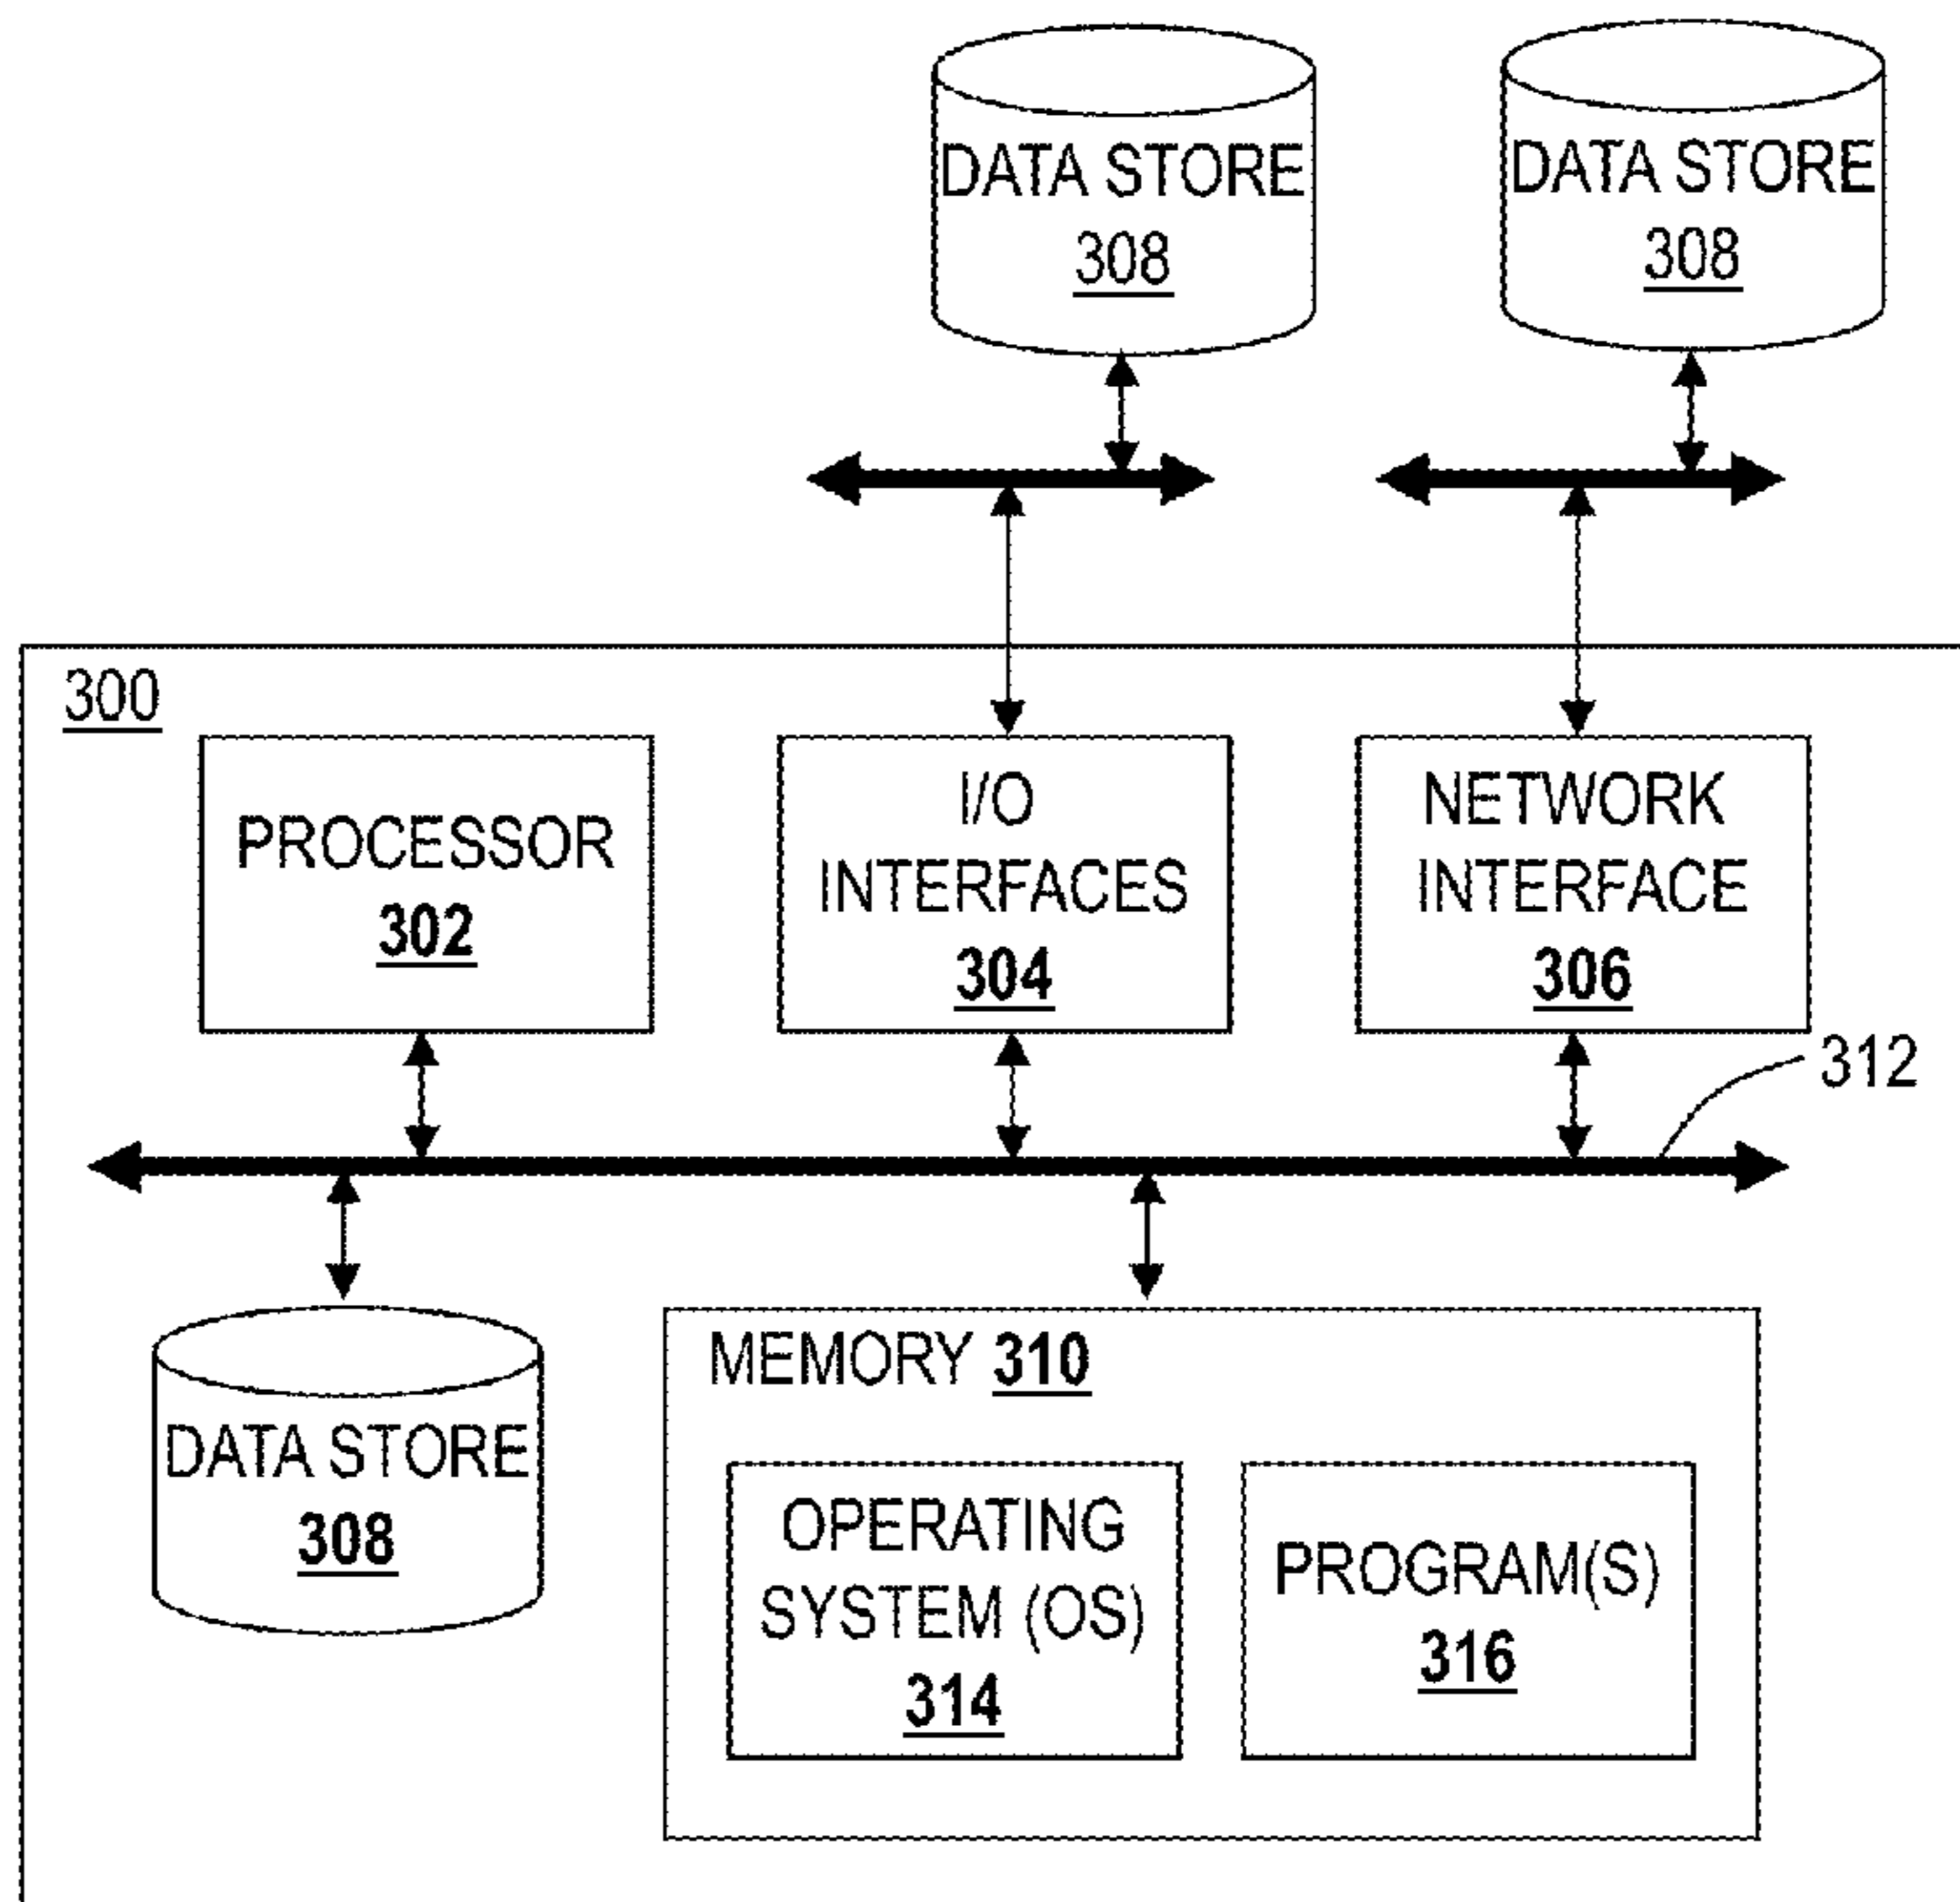 DATA STORE
308
DATA STORE
308
300
PROCESSOR
302
I/O
INTERFACES
304
NETWORK
INTERFACE
306
312
DATA STORE
308
MEMORY 310
OPERATING
SYSTEM (OS)
314
PROGRAM(S)
316